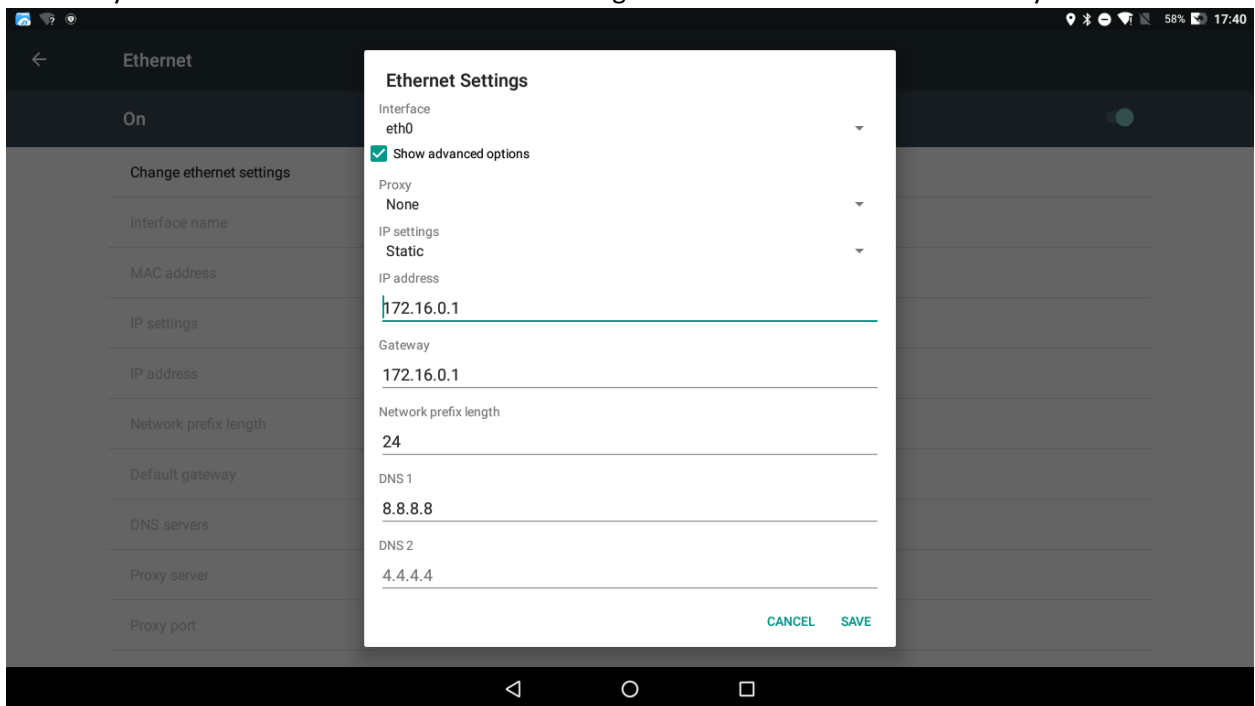 58% 17:40
Ethernet
On
Change ethernet settings
Interface name
MAC address
IP settings
IP address
Network prefix length
Default gateway
DNS servers
Proxy server
Proxy port
Ethernet Settings
Interface
eth0
Show advanced options
Proxy
None
IP settings
Static
IP address
172.16.0.1
Gateway
172.16.0.1
Network prefix length
24
DNS 1
8.8.8.8
DNS 2
4.4.4.4
CANCEL SAVE